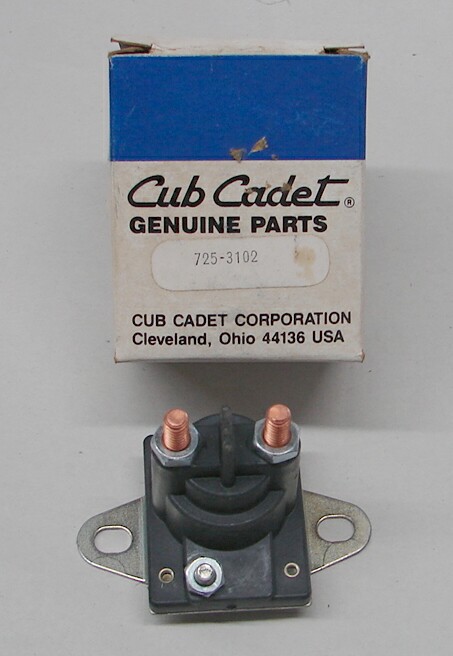 Cub Cadet®
GENUINE PARTS
725-3102
CUB CADET CORPORATION
Cleveland, Ohio 44136 USA